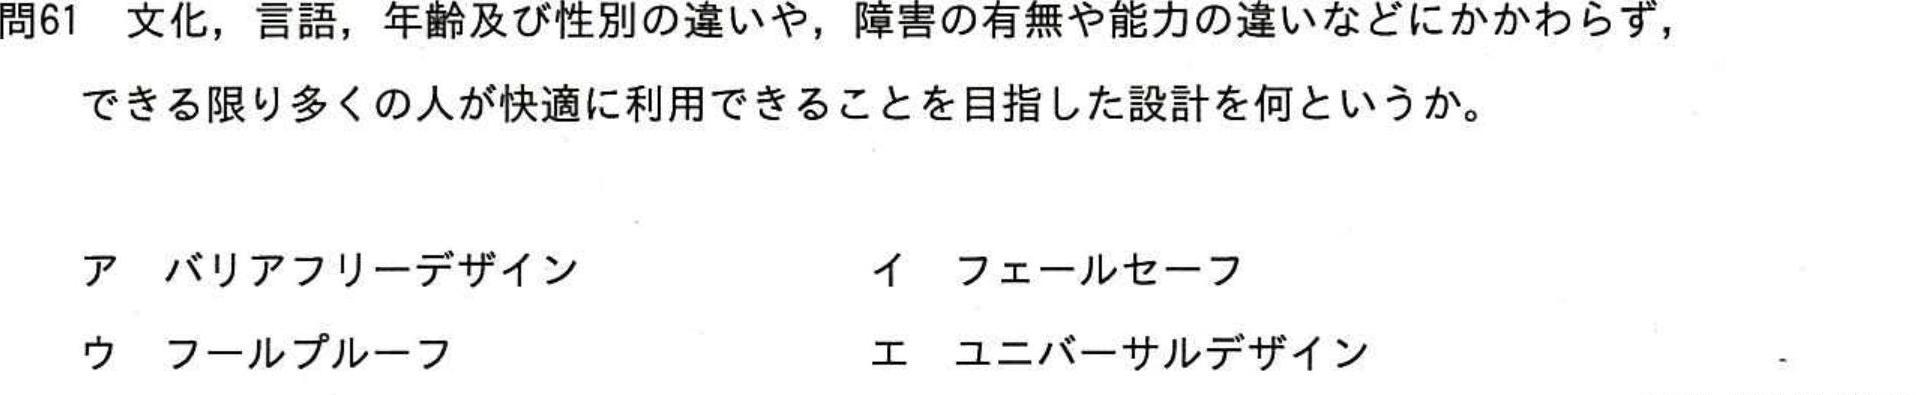 問61　文化，言語，年齢及び性別の違いや，障害の有無や能力の違いなどにかかわらず，
できる限り多くの人が快適に利用できることを目指した設計を何というか。
ア　バリアフリーデザイン　イ　フェールセーフ
ウ　フールプルーフ　エ　ユニバーサルデザイン